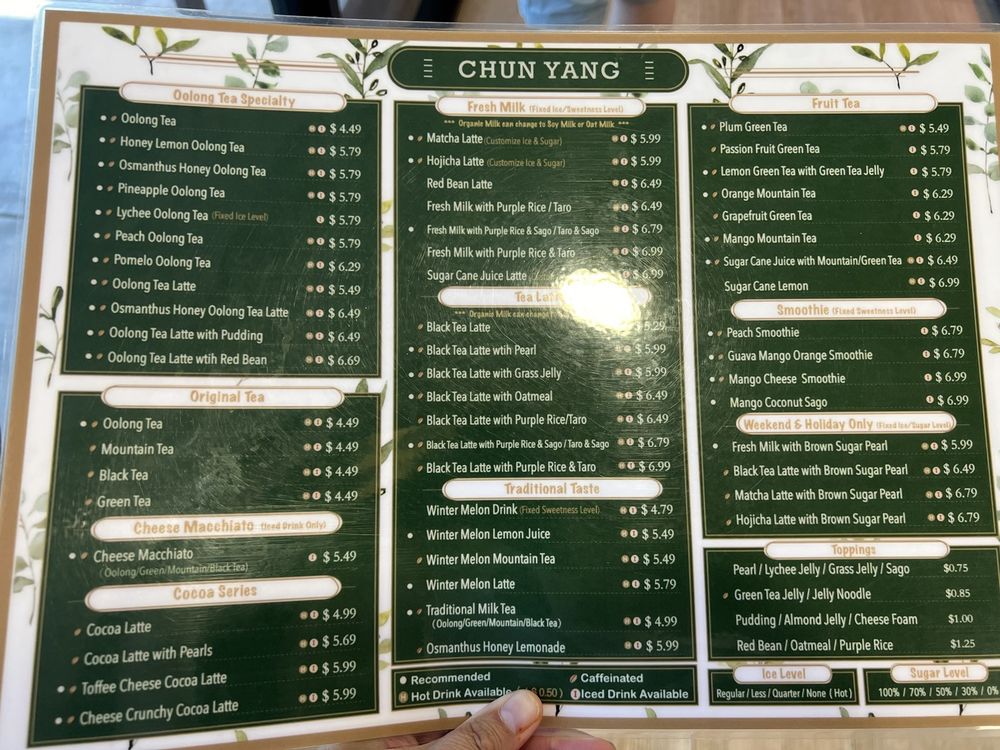 CHUN YANG
Oolong Tea Specialty
Oolong Tea $ 4.49
Honey Lemon Oolong Tea $ 5.79
Osmanthus Honey Oolong Tea $ 5.79
Pineapple Oolong Tea $ 5.79
Lychee Oolong Tea (Fixed Ice Level) $ 5.79
Peach Oolong Tea $ 5.79
Pomelo Oolong Tea $ 6.29
Oolong Tea Latte $ 5.49
Osmanthus Honey Oolong Tea Latte $ 6.49
Oolong Tea Latte with Pudding $ 6.49
Oolong Tea Latte wtih Red Bean $ 6.69
Original Tea
Oolong Tea $ 4.49
Mountain Tea $ 4.49
Black Tea $ 4.49
Green Tea $ 4.49
Cheese Macchiato (Iced Drink Only)
Cheese Macchiato $ 5.49
(Oolong/Green/Mountain/Black Tea)
Cocoa Series
Cocoa Latte $ 4.99
Cocoa Latte with Pearls $ 5.69
Toffee Cheese Cocoa Latte $ 5.99
Cheese Crunchy Cocoa Latte $ 5.99
Fresh Milk (Fixed Ice/Sweetness Level)
*** Organic Milk can change to Soy Milk or Oat Milk. ***
Matcha Latte (Customize Ice & Sugar) $ 5.99
Hojicha Latte (Customize Ice & Sugar) $ 5.99
Red Bean Latte $ 6.49
Fresh Milk with Purple Rice / Taro $ 6.49
Fresh Milk with Purple Rice & Sago / Taro & Sago $ 6.79
Fresh Milk with Purple Rice & Taro $ 6.99
Sugar Cane Juice Latte $ 6.99
Tea
*** Organic Milk can change
Black Tea Latte 5.29
Black Tea Latte wtih Pearl $ 5.99
Black Tea Latte with Grass Jelly $ 5.99
Black Tea Latte with Oatmeal $ 6.49
Black Tea Latte with Purple Rice/Taro $ 6.49
Black Tea Latte with Purple Rice & Sago / Taro & Sago $ 6.79
Black Tea Latte with Purple Rice & Taro $ 6.99
Traditional Taste
Winter Melon Drink (Fixed Sweetness Level) $ 4.79
Winter Melon Lemon Juice $ 5.49
Winter Melon Mountain Tea $ 5.49
Winter Melon Latte $ 5.79
Traditional Milk Tea $ 4.99
(Oolong/Green/Mountain/Black Tea)
Osmanthus Honey Lemonade $ 5.99
Recommended Caffeinated
H Hot Drink Available 0.50 ) I Iced Drink Available
Fruit Tea
Plum Green Tea $ 5.49
Passion Fruit Green Tea $ 5.79
Lemon Green Tea with Green Tea Jelly $ 5.79
Orange Mountain Tea $ 6.29
Grapefruit Green Tea $ 6.29
Mango Mountain Tea $ 6.29
Sugar Cane Juice with Mountain/Green Tea $ 6.49
Sugar Cane Lemon $ 6.99
Smoothie (Fixed Sweetness Level)
Peach Smoothie $ 6.79
Guava Mango Orange Smoothie $ 6.79
Mango Cheese Smoothie $ 6.99
Mango Coconut Sago $ 6.99
Weekend & Holiday Only (Fixed Ice/Sugar Level)
Fresh Milk with Brown Sugar Pearl $ 5.99
Black Tea Latte with Brown Sugar Pearl $ 6.49
Matcha Latte with Brown Sugar Pearl $ 6.79
Hojicha Latte with Brown Sugar Pearl $ 6.79
Toppings
Pearl / Lychee Jelly / Grass Jelly / Sago $0.75
Green Tea Jelly / Jelly Noodle $0.85
Pudding / Almond Jelly / Cheese Foam $1.00
Red Bean / Oatmeal / Purple Rice $1.25
Ice Level
Regular / Less / Quarter / None ( Hot )
Sugar Level
100% / 70% / 50% / 30% / 0%